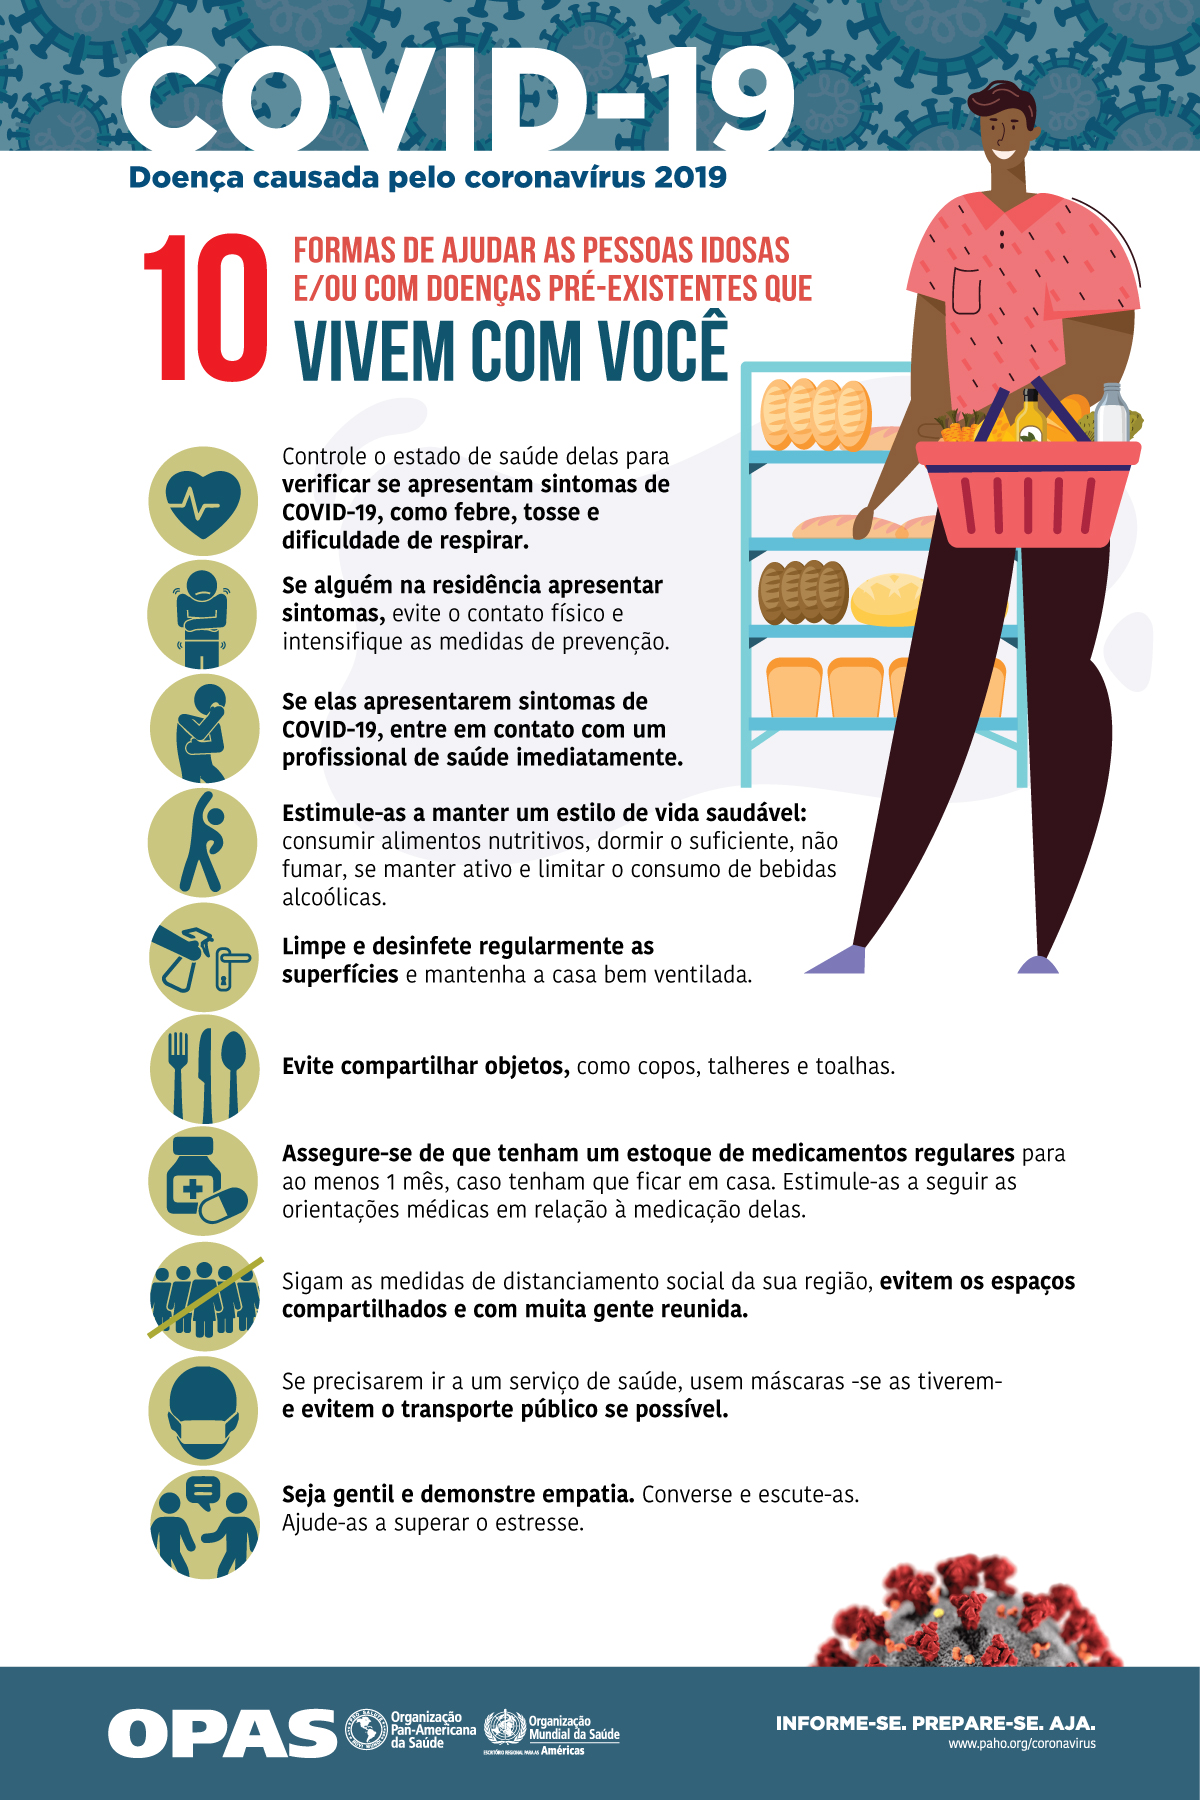 COVID-19
Doença causada pelo coronavírus 2019
10
FORMAS DE AJUDAR AS PESSOAS IDOSAS
E/OU COM DOENÇAS PRÉ-EXISTENTES QUE
VIVEM COM VOCÊ
Controle o estado de saúde delas para
verificar se apresentam sintomas de
COVID-19, como febre, tosse e
dificuldade de respirar.
Se alguém na residência apresentar
sintomas, evite o contato físico e
intensifique as medidas de prevenção.
Se elas apresentarem sintomas de
COVID-19, entre em contato com um
profissional de saúde imediatamente.
Estimule-as a manter um estilo de vida saudável:
consumir alimentos nutritivos, dormir o suficiente, não
fumar, se manter ativo e limitar o consumo de bebidas
alcoólicas.
Limpe e desinfete regularmente as
superfícies e mantenha a casa bem ventilada.
Evite compartilhar objetos, como copos, talheres e toalhas.
Assegure-se de que tenham um estoque de medicamentos regulares para
ao menos 1 mês, caso tenham que ficar em casa. Estimule-as a seguir as
orientações médicas em relação à medicação delas.
Sigam as medidas de distanciamento social da sua região, evitem os espaços
compartilhados e com muita gente reunida.
Se precisarem ir a um serviço de saúde, usem máscaras -se as tiverem-
e evitem o transporte público se possível.
Seja gentil e demonstre empatia. Converse e escute-as.
Ajude-as a superar o estresse.
OPAS
PRO SALUTE NOVI MUNDI
Organização
Pan-Americana
da Saúde
Organização
Mundial da Saúde
ESCRITÓRIO REGIONAL PARA AS Américas
INFORME-SE. PREPARE-SE. AJA.
www.paho.org/coronavirus